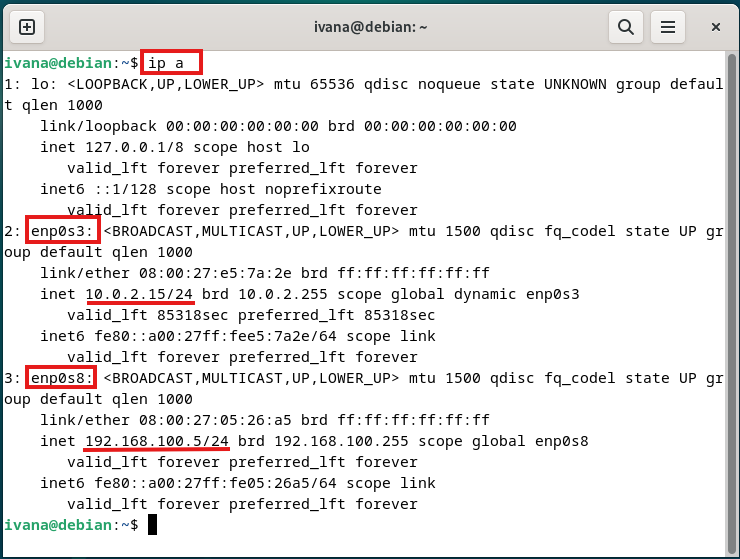 ivana@debian: ~
ivana@debian:~$ ip a
1: lo: <LOOPBACK,UP,LOWER_UP> mtu 65536 qdisc noqueue state UNKNOWN group defaul
t qlen 1000
    link/loopback 00:00:00:00:00:00 brd 00:00:00:00:00:00
    inet 127.0.0.1/8 scope host lo
       valid_lft forever preferred_lft forever
    inet6 ::1/128 scope host noprefixroute
       valid_lft forever preferred_lft forever
2: enp0s3: <BROADCAST,MULTICAST,UP,LOWER_UP> mtu 1500 qdisc fq_codel state UP gr
oup default qlen 1000
    link/ether 08:00:27:e5:7a:2e brd ff:ff:ff:ff:ff:ff
    inet 10.0.2.15/24 brd 10.0.2.255 scope global dynamic enp0s3
       valid_lft 85318sec preferred_lft 85318sec
    inet6 fe80::a00:27ff:fee5:7a2e/64 scope link
       valid_lft forever preferred_lft forever
3: enp0s8: <BROADCAST,MULTICAST,UP,LOWER_UP> mtu 1500 qdisc fq_codel state UP gr
oup default qlen 1000
    link/ether 08:00:27:05:26:a5 brd ff:ff:ff:ff:ff:ff
    inet 192.168.100.5/24 brd 192.168.100.255 scope global enp0s8
       valid_lft forever preferred_lft forever
    inet6 fe80::a00:27ff:fe05:26a5/64 scope link
       valid_lft forever preferred_lft forever
ivana@debian:~$